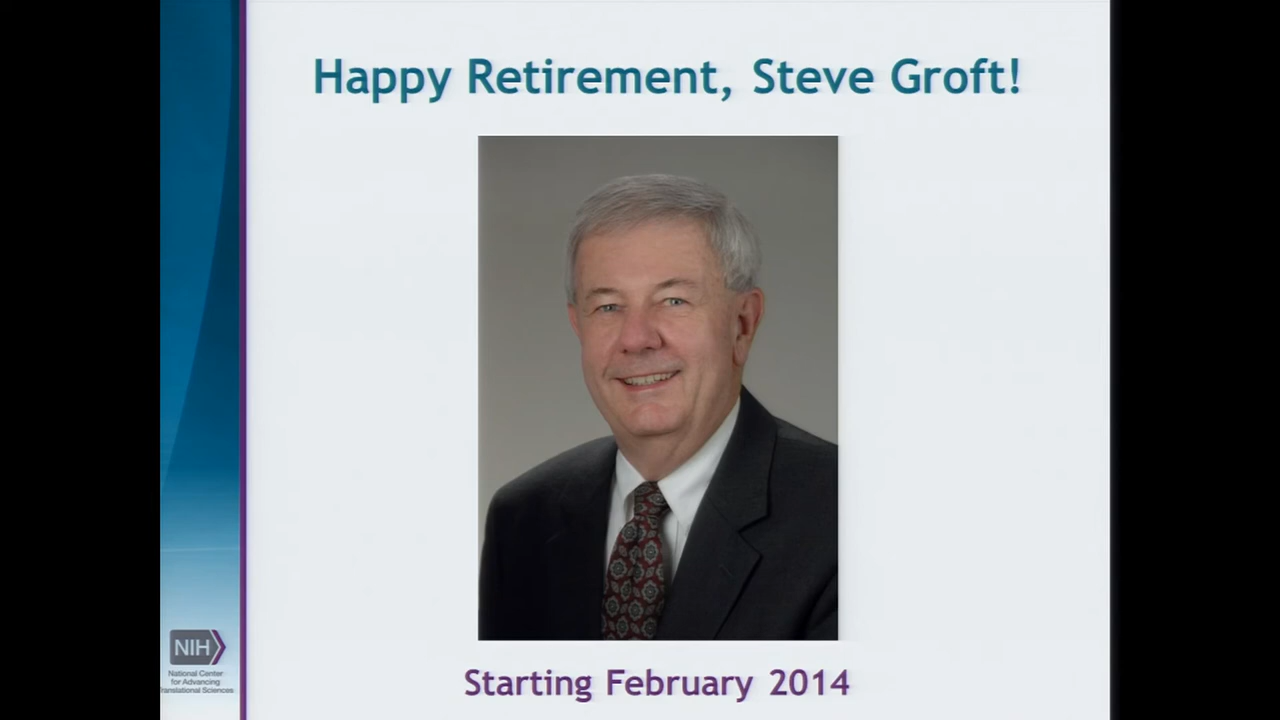 Happy Retirement, Steve Groft!
Starting February 2014
NIH
National Center
for Advancing
Translational Sciences